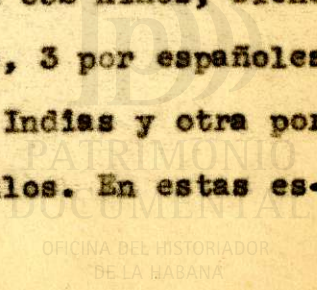 , 3 por españoles
Indias y otra por
los. En estas es-
PATRIMONIO
DOCUMENTAL
OFICINA DEL HISTORIADOR
DE LA HABANA